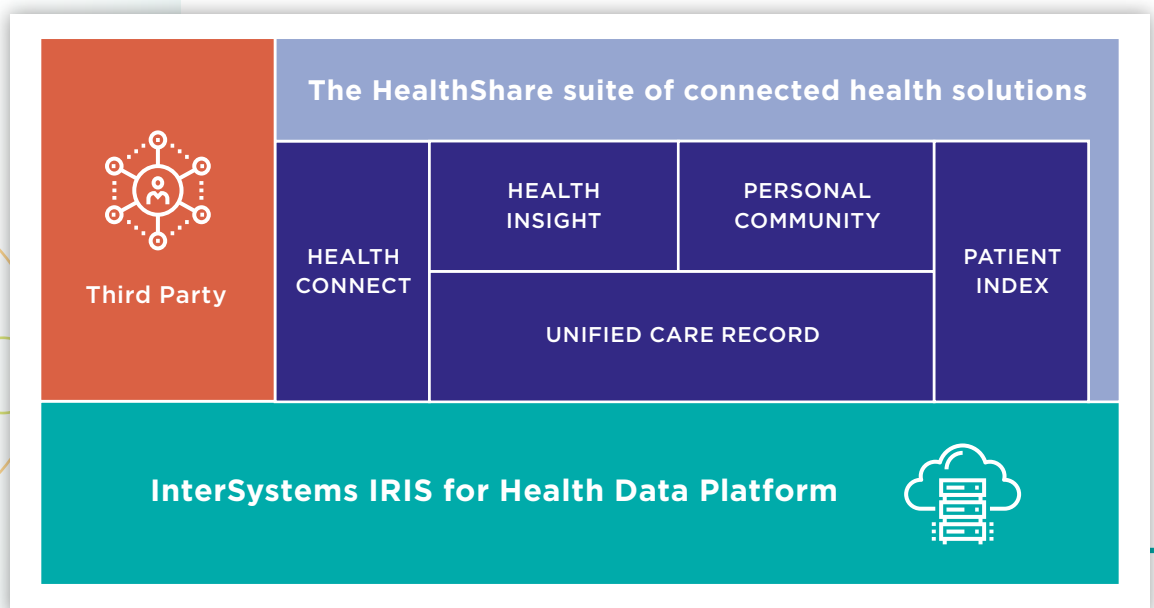 The HealthShare suite of connected health solutions
Third Party
HEALTH
CONNECT
HEALTH
INSIGHT
PERSONAL
COMMUNITY
UNIFIED CARE RECORD
PATIENT
INDEX
InterSystems IRIS for Health Data Platform